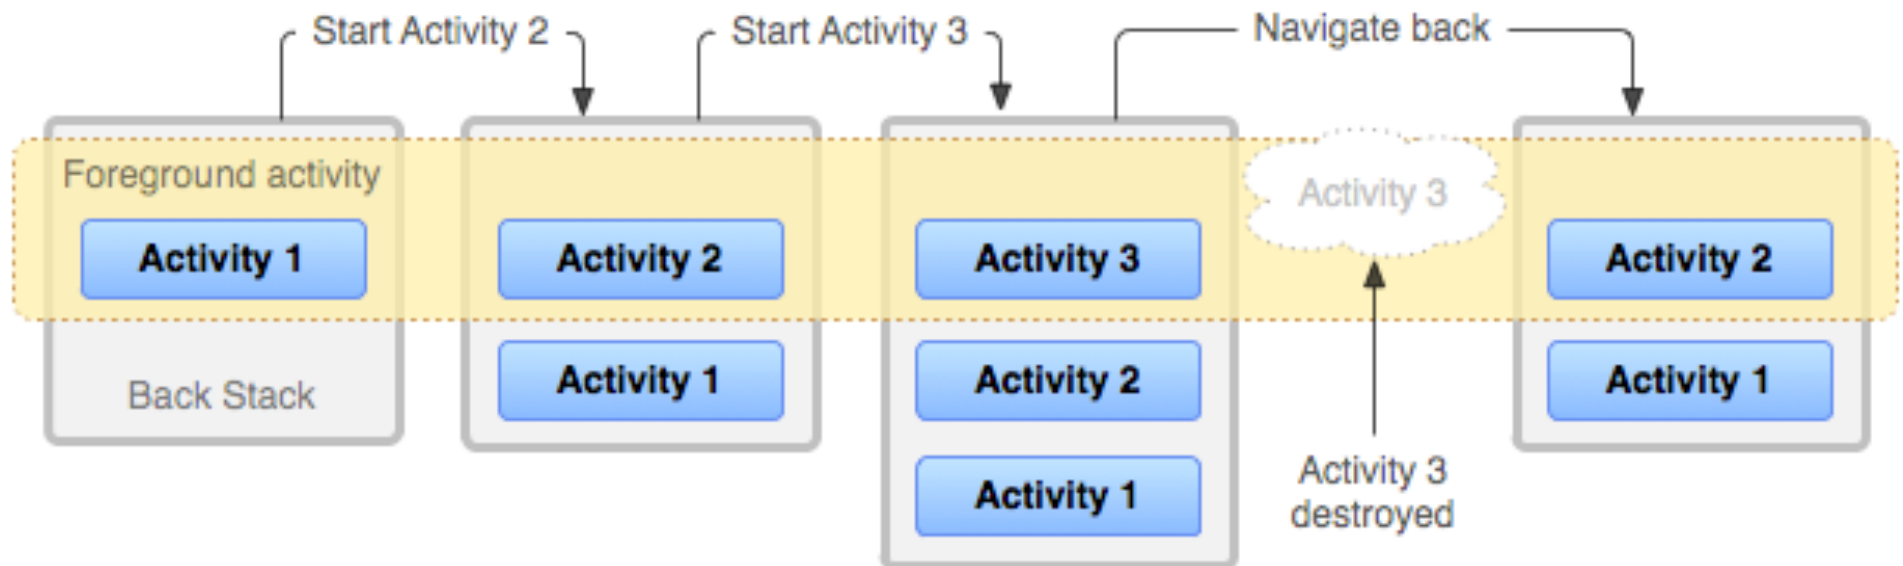 Start Activity 2
Start Activity 3
Navigate back
Foreground activity
Activity 3
Activity 1
Activity 2
Activity 3
Activity 2
Back Stack
Activity 1
Activity 2
Activity 1
Activity 1
Activity 3
destroyed